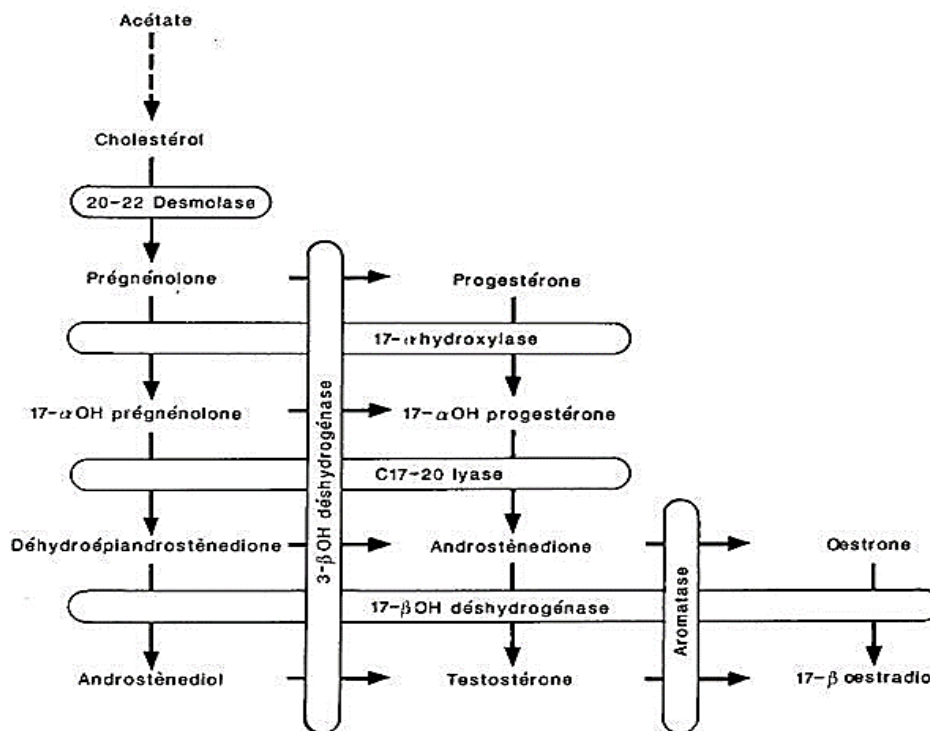 Acétate
Cholestérol
20-22 Desmolase
Prégnénolone
Progestérone
17-αhydroxylase
17-αOH prégnénolone
17-αOH progestérone
C17-20 lyase
3-βOH déshydrogénase
Déhydroépiandrostènedione
Androstènedione
Oestrone
17-βOH déshydrogénase
Aromatase
Androstènediol
Testostérone
17-β œstradio